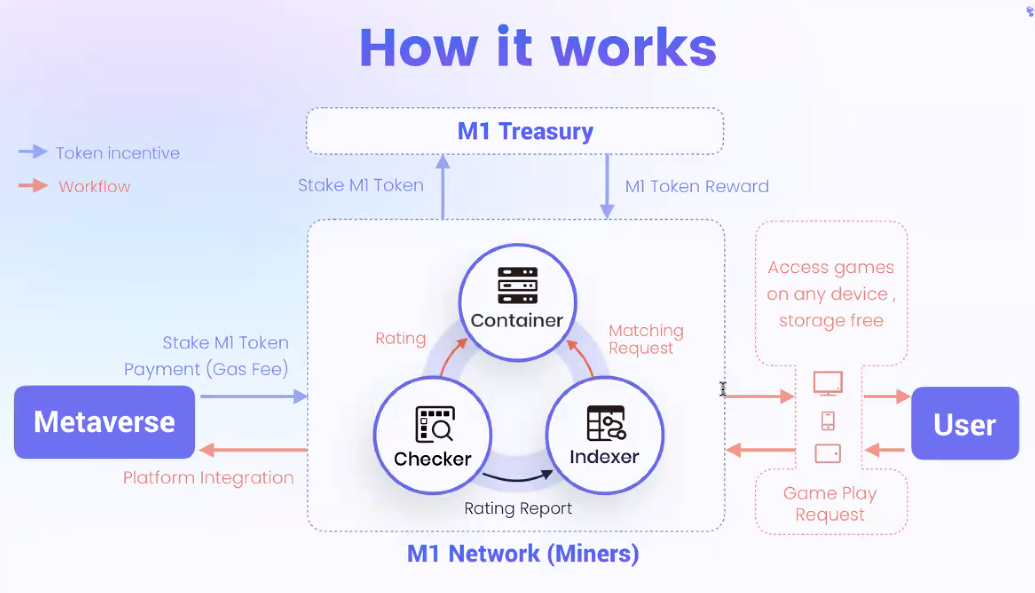 How it works
M1 Treasury
Token incentive
Workflow
Stake M1 Token
M1 Token Reward
Container
Rating
Matching
Request
Checker
Indexer
Rating Report
M1 Network (Miners)
Stake M1 Token
Payment (Gas Fee)
Metaverse
Platform Integration
Access games
on any device ,
storage free
User
Game Play
Request